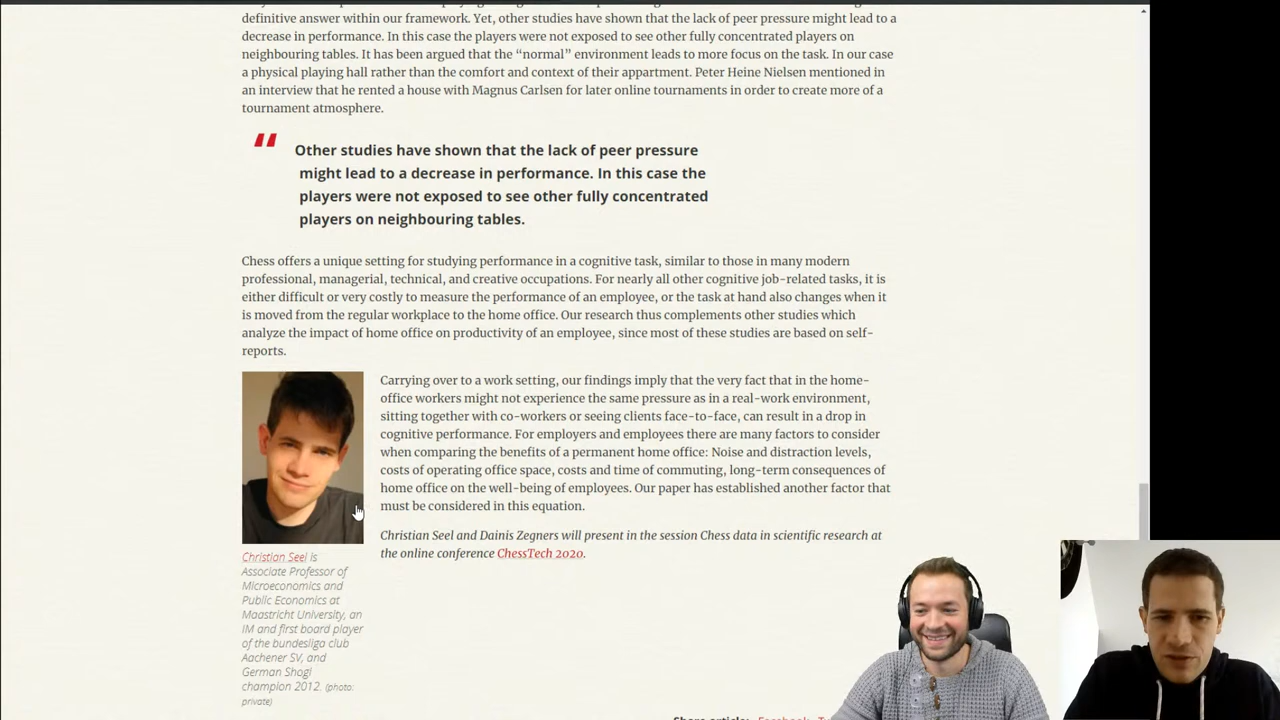 definitive answer within our framework. Yet, other studies have shown that the lack of peer pressure might lead to a
decrease in performance. In this case the players were not exposed to see other fully concentrated players on
neighbouring tables. It has been argued that the “normal” environment leads to more focus on the task. In our case
a physical playing hall rather than the comfort and context of their appartment. Peter Heine Nielsen mentioned in
an interview that he rented a house with Magnus Carlsen for later online tournaments in order to create more of a
tournament atmosphere.
“
Other studies have shown that the lack of peer pressure
might lead to a decrease in performance. In this case the
players were not exposed to see other fully concentrated
players on neighbouring tables.
Chess offers a unique setting for studying performance in a cognitive task, similar to those in many modern
professional, managerial, technical, and creative occupations. For nearly all other cognitive job-related tasks, it is
either difficult or very costly to measure the performance of an employee, or the task at hand also changes when it
is moved from the regular workplace to the home office. Our research thus complements other studies which
analyze the impact of home office on productivity of an employee, since most of these studies are based on self-
reports.
Carrying over to a work setting, our findings imply that the very fact that in the home-
office workers might not experience the same pressure as in a real-work environment,
sitting together with co-workers or seeing clients face-to-face, can result in a drop in
cognitive performance. For employers and employees there are many factors to consider
when comparing the benefits of a permanent home office: Noise and distraction levels,
costs of operating office space, costs and time of commuting, long-term consequences of
home office on the well-being of employees. Our paper has established another factor that
must be considered in this equation.
Christian Seel and Dainis Zegners will present in the session Chess data in scientific research at
the online conference ChessTech 2020.
Christian Seel is
Associate Professor of
Microeconomics and
Public Economics at
Maastricht University, an
IM and first board player
of the bundesliga club
Aachener SV, and
German Shogi
champion 2012. (photo:
private)
Share article: Facebook